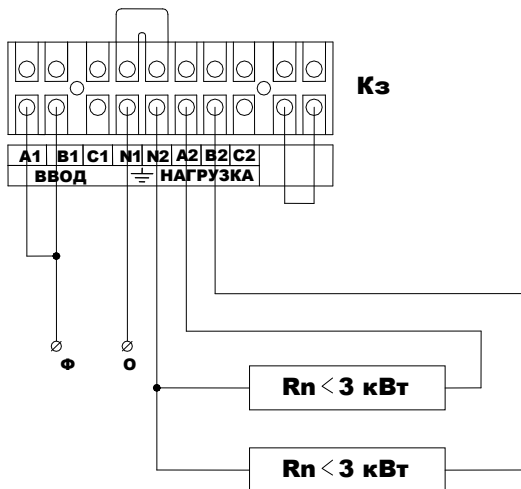 Кз
A1 B1 C1 N1 N2 A2 B2 C2
ВВОД НАГРУЗКА
Ф О
Rn < 3 кВт
Rn < 3 кВт